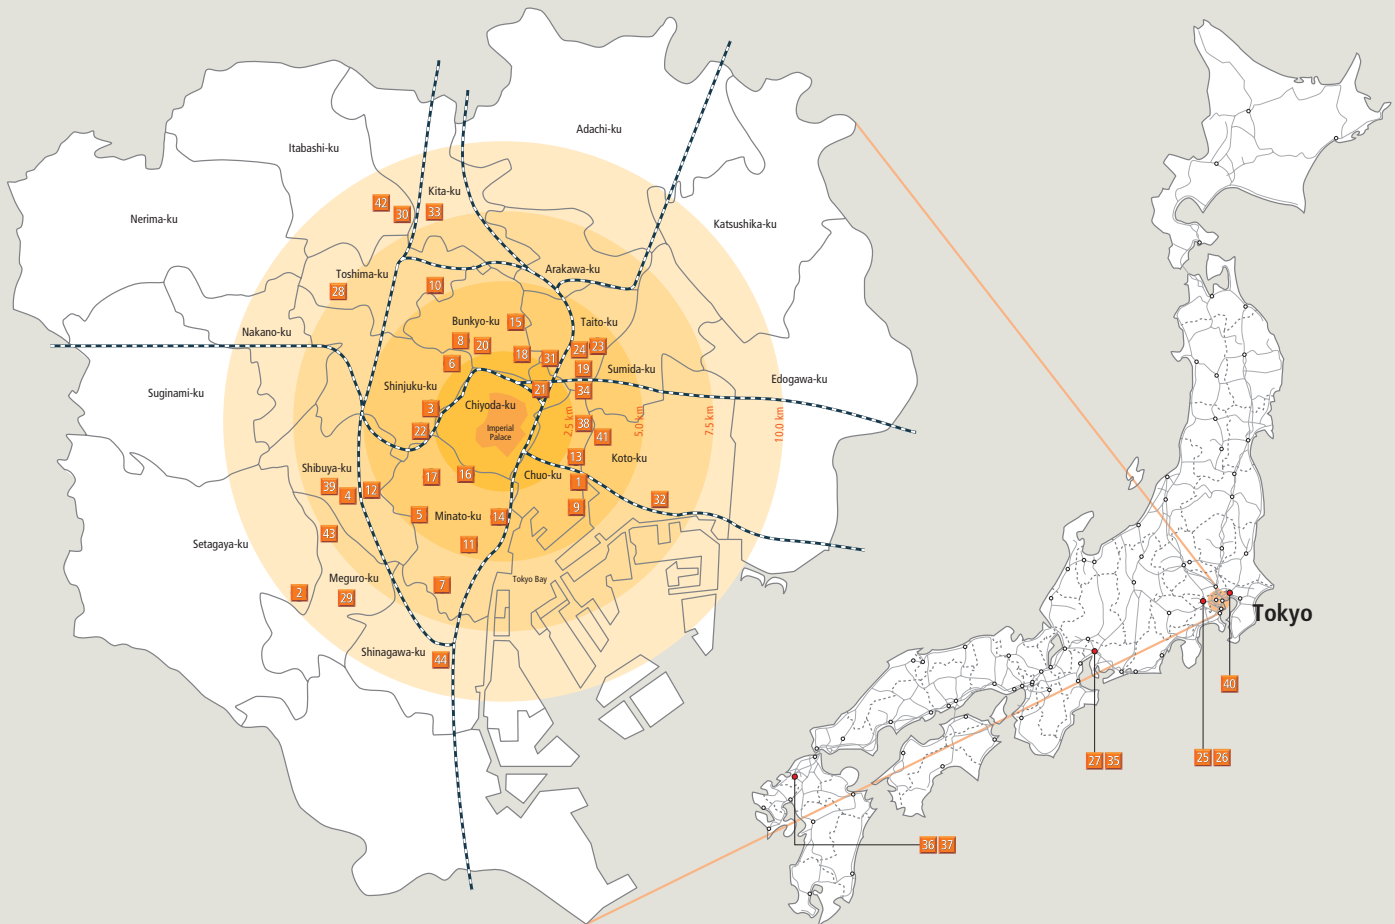 Adachi-ku
Itabashi-ku
Kita-ku
42
30
33
Nerima-ku
Katsushika-ku
Toshima-ku
Arakawa-ku
28
10
Nakano-ku
Bunkyo-ku
15
Taito-ku
8
20
18
31
24
23
6
19
Sumida-ku
Edogawa-ku
Suginami-ku
Shinjuku-ku
21
34
3
Chiyoda-ku
22
Imperial
Palace
38
41
2.5 km
5.0 km
7.5 km
10.0 km
13
Koto-ku
Shibuya-ku
17
16
Chuo-ku
1
39
4
12
32
9
5
Minato-ku
14
43
11
Setagaya-ku
Meguro-ku
7
Tokyo Bay
2
29
Shinagawa-ku
44
Tokyo
40
27 35
25 26
36 37